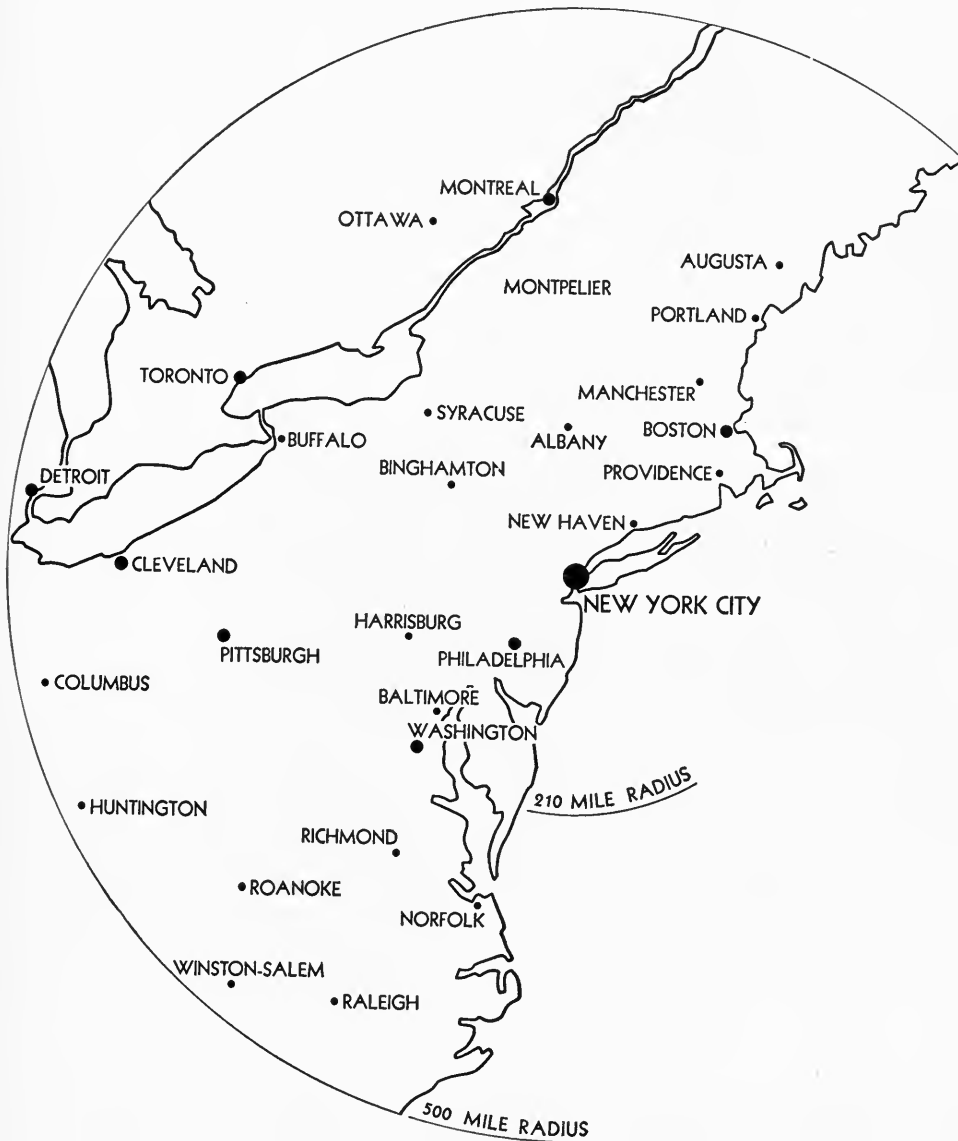 MONTREAL
OTTAWA
AUGUSTA
MONTPELIER
PORTLAND
TORONTO
MANCHESTER
SYRACUSE
BUFFALO
ALBANY
BOSTON
BINGHAMTON
PROVIDENCE
DETROIT
NEW HAVEN
CLEVELAND
NEW YORK CITY
HARRISBURG
PITTSBURGH
PHILADELPHIA
COLUMBUS
BALTIMORE
WASHINGTON
210 MILE RADIUS
HUNTINGTON
RICHMOND
ROANOKE
NORFOLK
WINSTON-SALEM
RALEIGH
500 MILE RADIUS